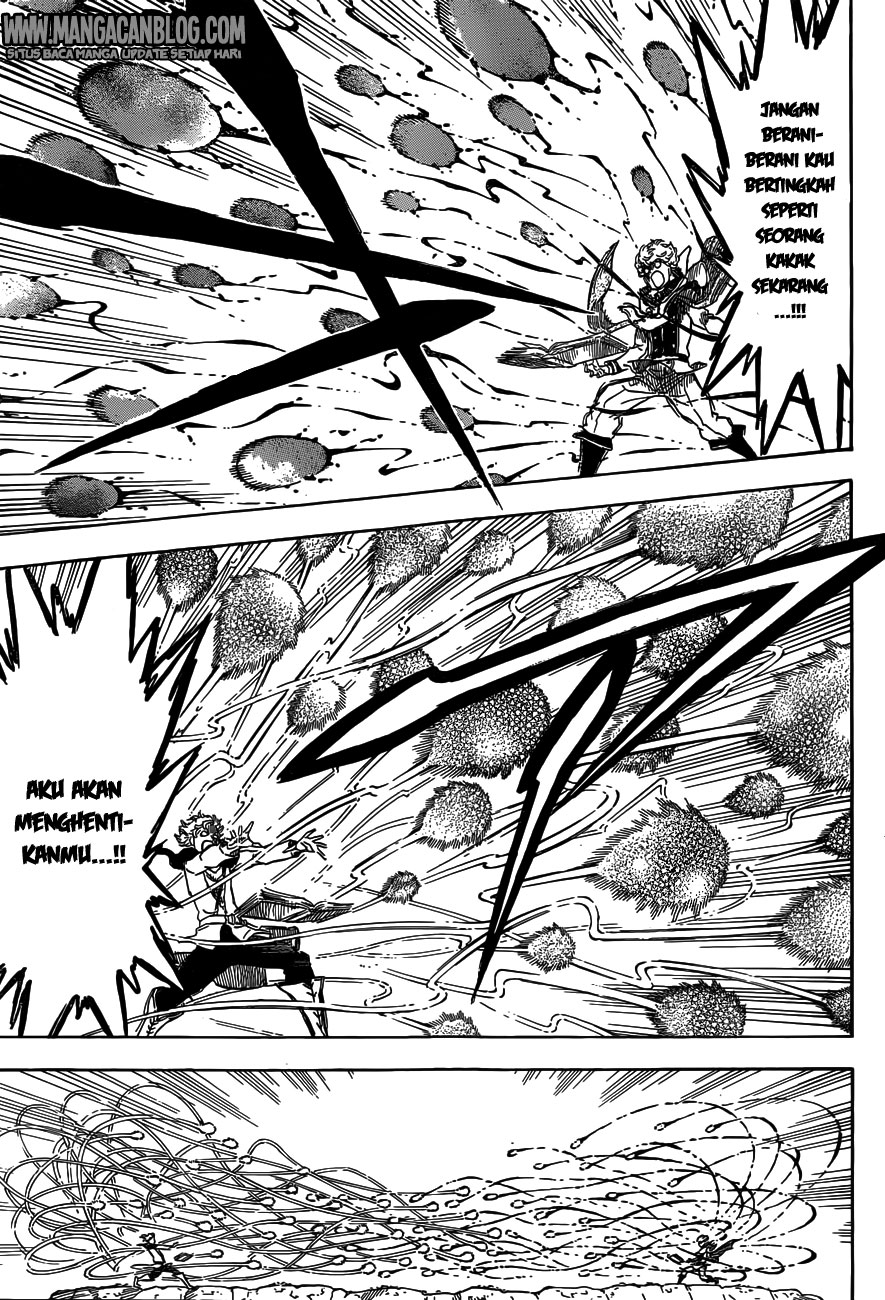 WWW.MANGACANBLOG.COM
SITUS BACA MANGA UPDATE SETIAP HARI
JANGAN
BERANI-
BERANI KAU
BERTINGKAH
SEPERTI
SEORANG
KAKAK
SEKARANG
...!!!
AKU AKAN
MENGHENTI-
KANMU...!!